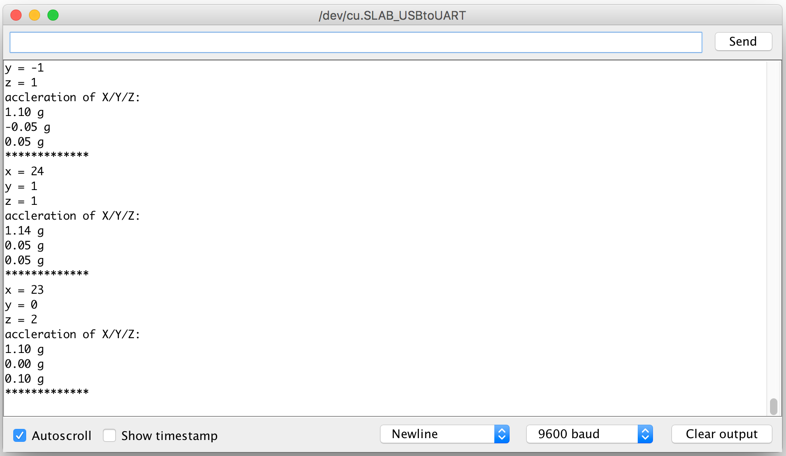 /dev/cu.SLAB_USBtoUART
Send
y = -1
z = 1
accleration of X/Y/Z:
1.10 g
-0.05 g
0.05 g
*************
x = 24
y = 1
z = 1
accleration of X/Y/Z:
1.14 g
0.05 g
0.05 g
*************
x = 23
y = 0
z = 2
accleration of X/Y/Z:
1.10 g
0.00 g
0.10 g
*************
Autoscroll Show timestamp Newline 9600 baud Clear output